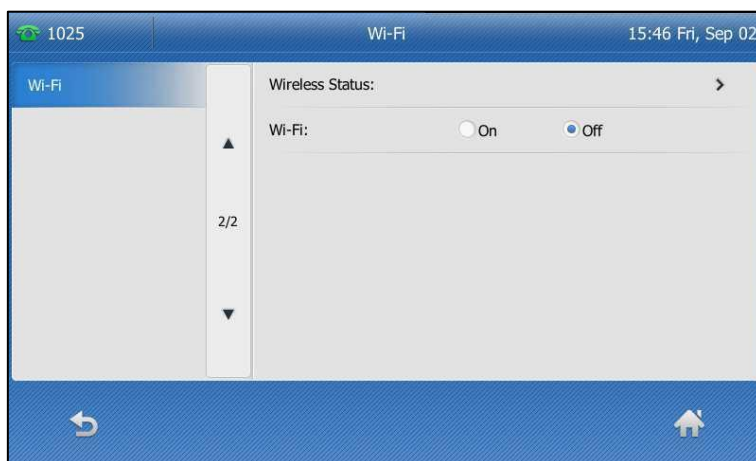 1025 Wi-Fi 15:46 Fri, Sep 02
Wi-Fi
Wireless Status:
Wi-Fi: On Off
2/2